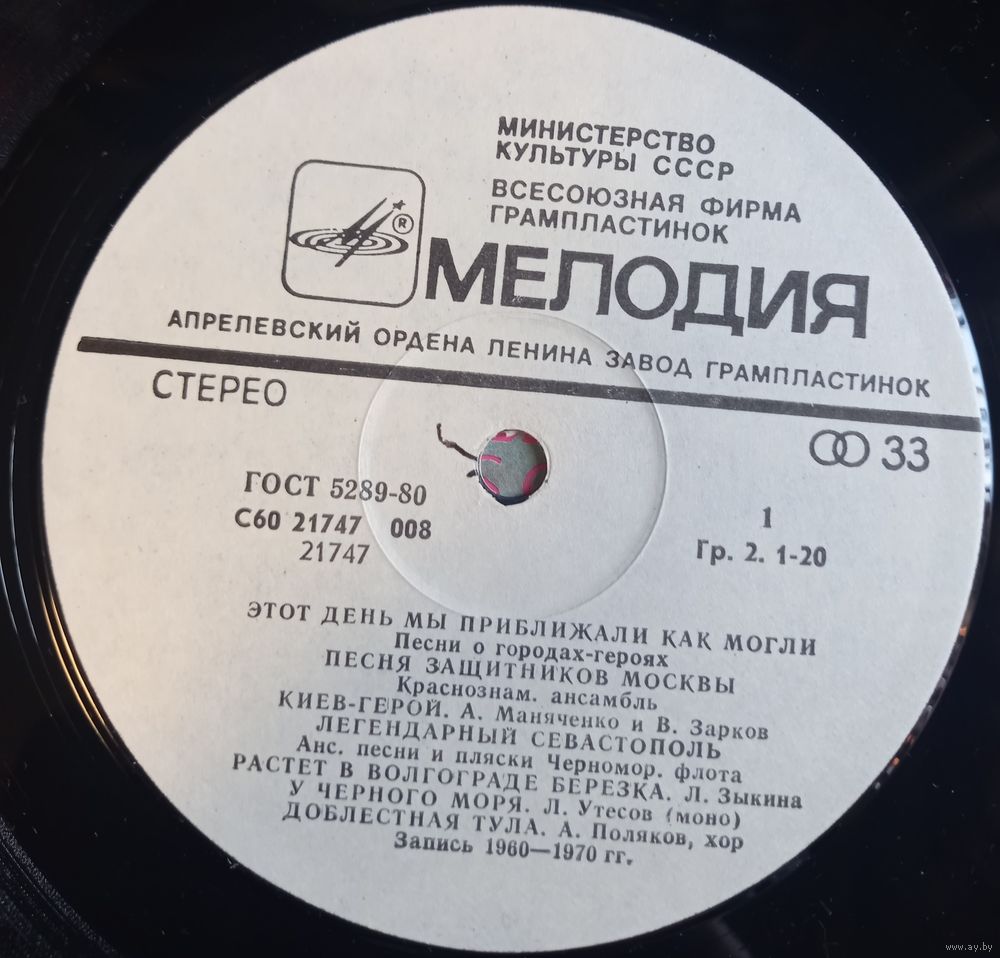 МИНИСТЕРСТВО
КУЛЬТУРЫ СССР
ВСЕСОЮЗНАЯ ФИРМА
ГРАМПЛАСТИНОК
®
МЕЛОДИЯ
АПРЕЛЕВСКИЙ ОРДЕНА ЛЕНИНА ЗАВОД ГРАМПЛАСТИНОК
СТЕРЕО
33
ГОСТ 5289-80
С60 21747 008
21747
1
Гр. 2. 1-20
ЭТОТ ДЕНЬ МЫ ПРИБЛИЖАЛИ КАК МОГЛИ
Песни о городах-героях
ПЕСНЯ ЗАЩИТНИКОВ МОСКВЫ
Краснознам. ансамбль
КИЕВ-ГЕРОЙ. А. Маняченко и В. Зарков
ЛЕГЕНДАРНЫЙ СЕВАСТОПОЛЬ
Анс. песни и пляски Черномор. флота
РАСТЕТ В ВОЛГОГРАДЕ БЕРЕЗКА. Л. Зыкина
У ЧЕРНОГО МОРЯ. Л. Утесов (моно)
ДОБЛЕСТНАЯ ТУЛА. А. Поляков, хор
Запись 1960—1970 гг.
www.ay.by